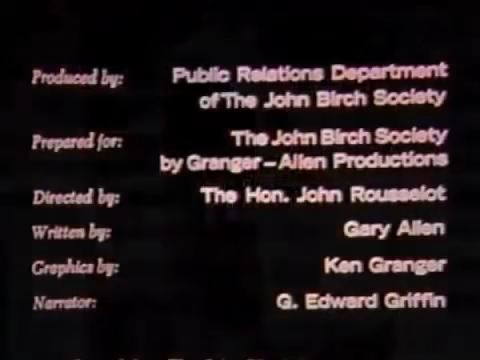 Produced by: Public Relations Department
of The John Birch Society
Prepared for: The John Birch Society
by Granger-Allen Productions
Directed by: The Hon. John Rousselot
Written by: Gary Allen
Graphics by: Ken Granger
Narrator: G. Edward Griffin